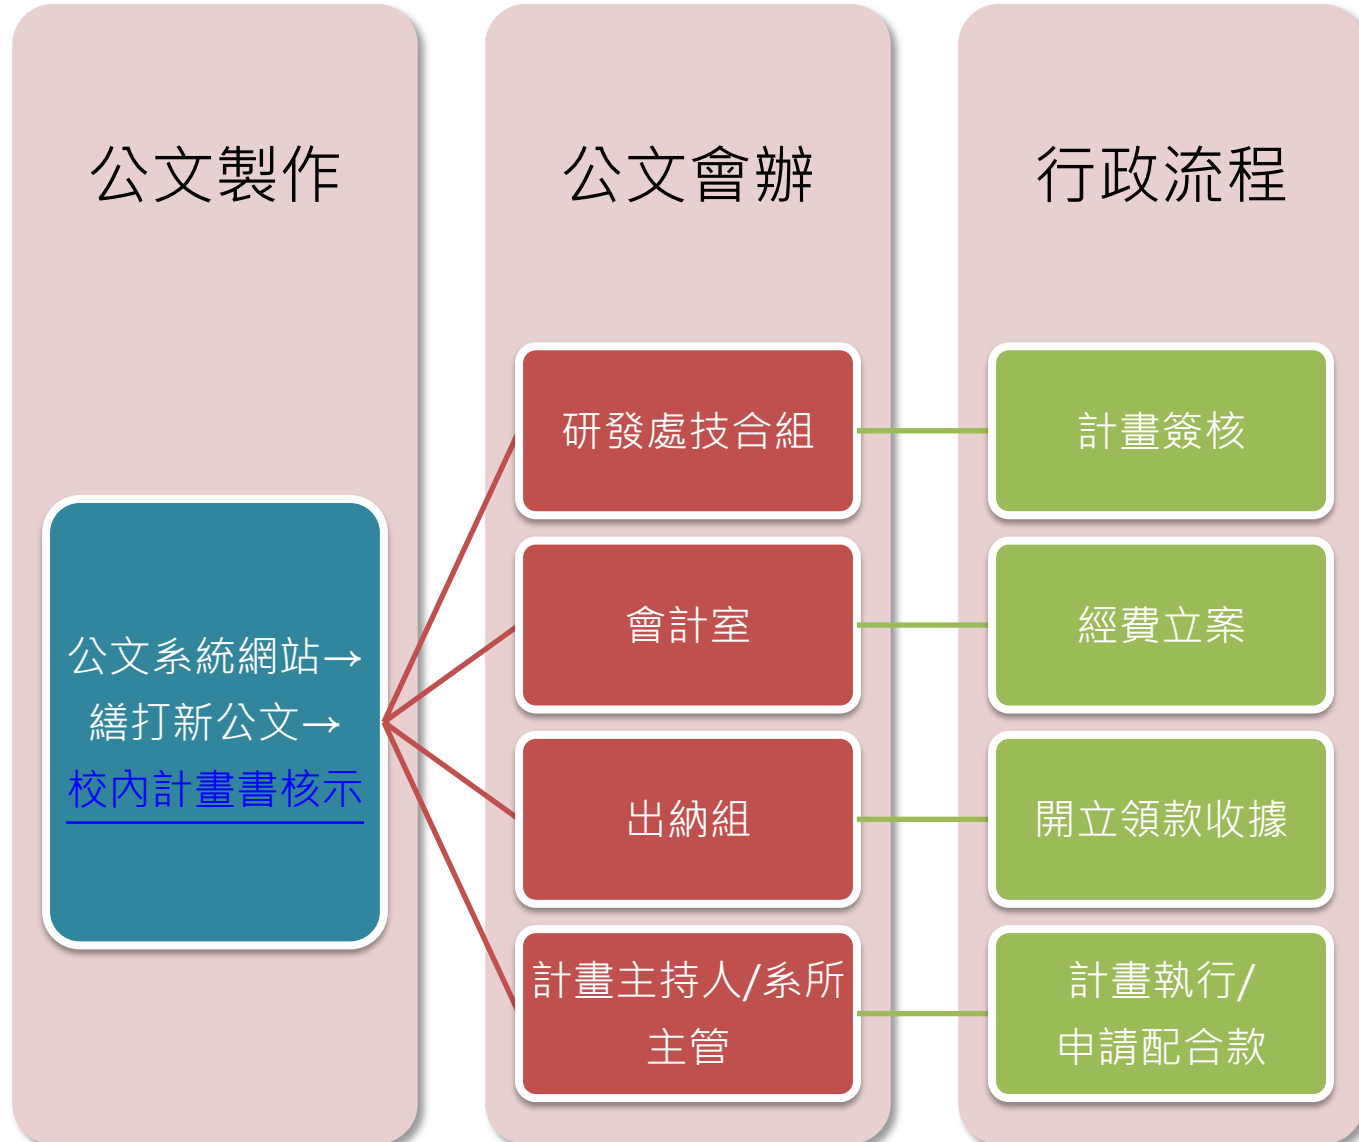 公文製作
公文系統網站→
繕打新公文→
校內計畫書核示
公文會辦
研發處技合組
會計室
出納組
計畫主持人/系所
主管
行政流程
計畫簽核
經費立案
開立領款收據
計畫執行/
申請配合款